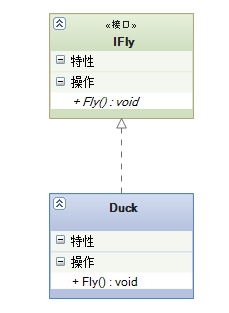 «接口»
IFly
特性
操作
+ Fly() : void
Duck
特性
操作
+ Fly() : void